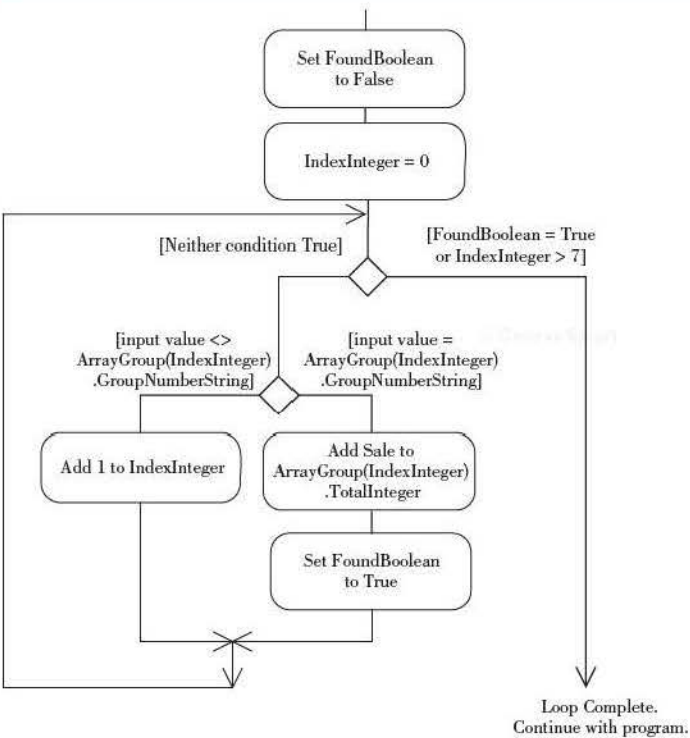 Set FoundBoolean
to False
IndexInteger = 0
[Neither condition True]
[FoundBoolean = True
or IndexInteger > 7]
[input value <>
ArrayGroup(IndexInteger)
.GroupNumberString]
[input value =
ArrayGroup(IndexInteger)
.GroupNumberString]
Add 1 to IndexInteger
Add Sale to
ArrayGroup(IndexInteger)
.TotalInteger
Set FoundBoolean
to True
Loop Complete.
Continue with program.